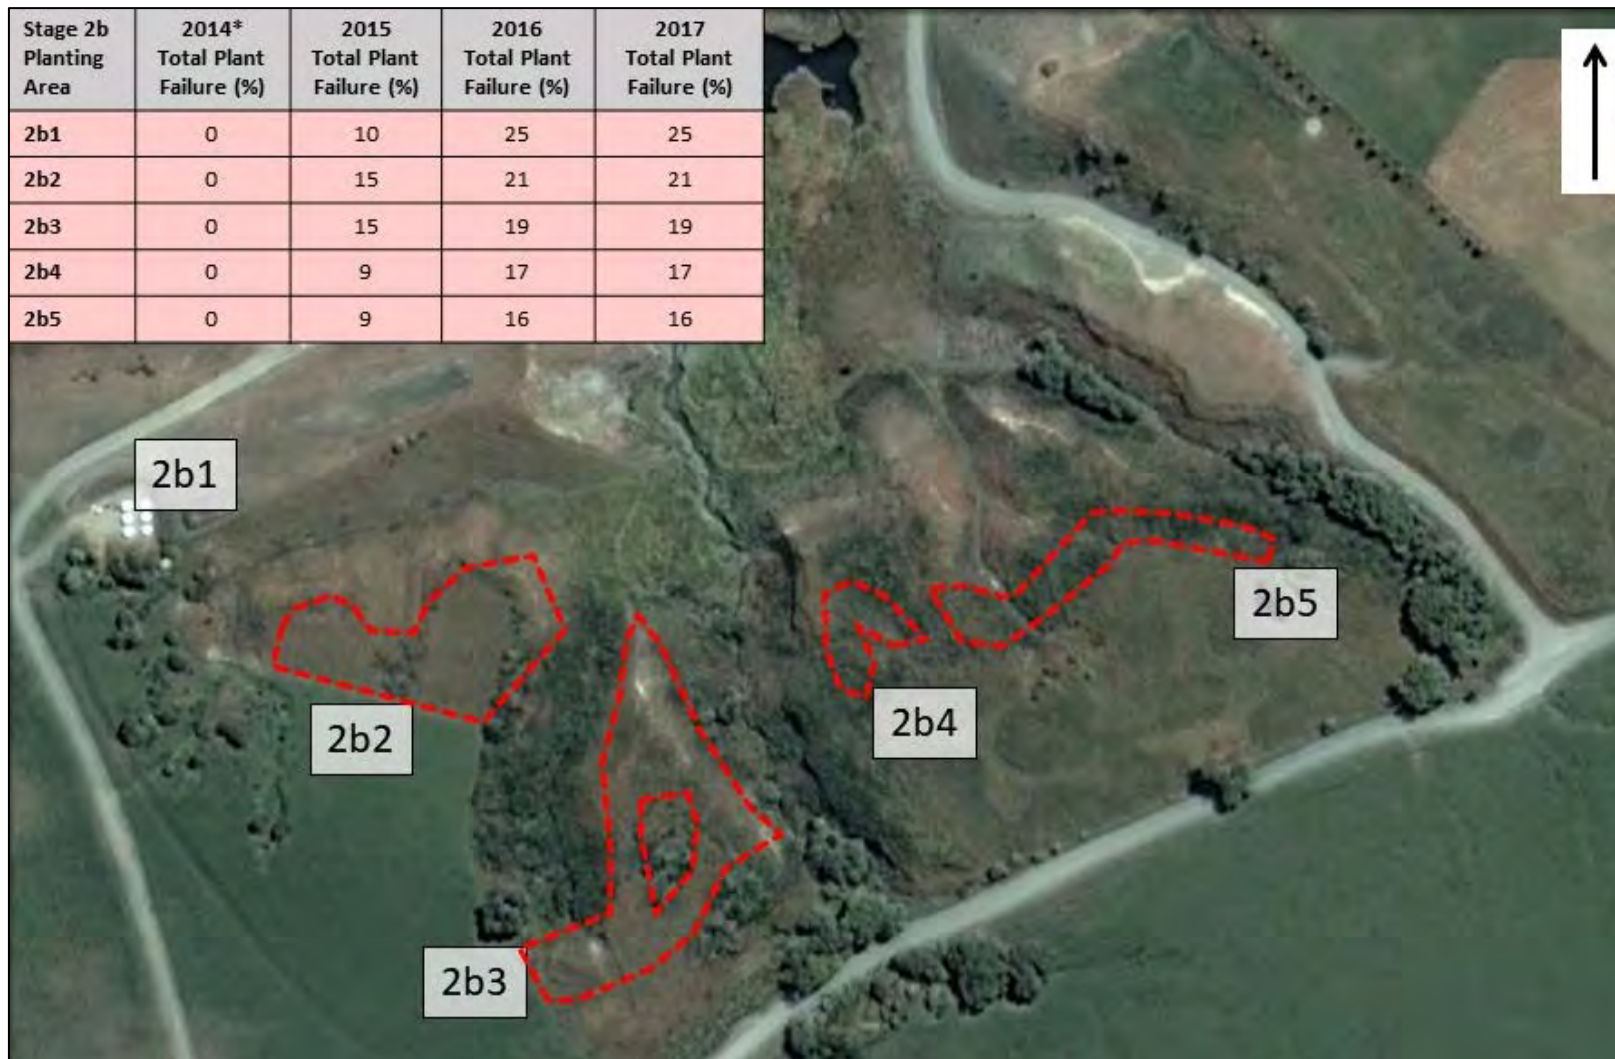 Stage 2b Planting Area 2014* Total Plant Failure (%) 2015 Total Plant Failure (%) 2016 Total Plant Failure (%) 2017 Total Plant Failure (%)
2b1 0 10 25 25
2b2 0 15 21 21
2b3 0 15 19 19
2b4 0 9 17 17
2b5 0 9 16 16
2b1
2b5
2b4
2b2
2b3